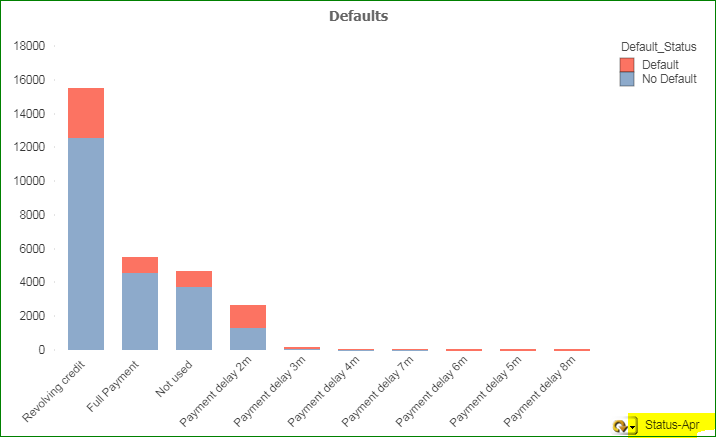 Defaults
18000
16000
14000
12000
10000
8000
6000
4000
2000
0
Default_Status
Default
No Default
Revolving credit
Full Payment
Not used
Payment delay 2m
Payment delay 3m
Payment delay 4m
Payment delay 7m
Payment delay 6m
Payment delay 5m
Payment delay 8m
Status-Apr